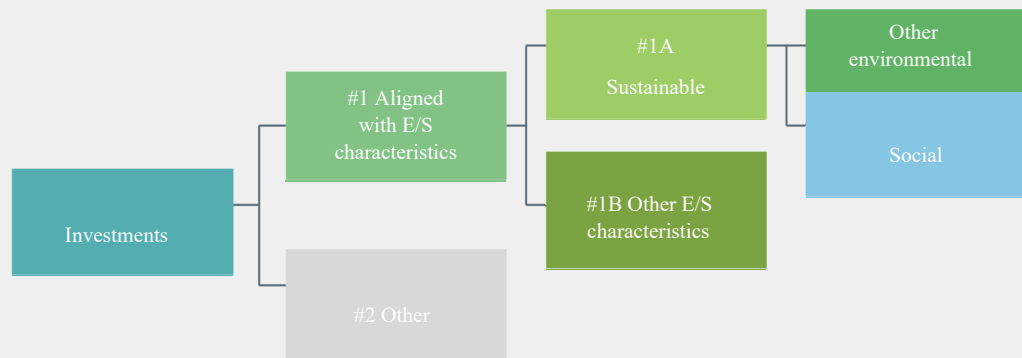 Investments
#1 Aligned
with E/S
characteristics
#2 Other
#1A
Sustainable
#1B Other E/S
characteristics
Other
environmental
Social